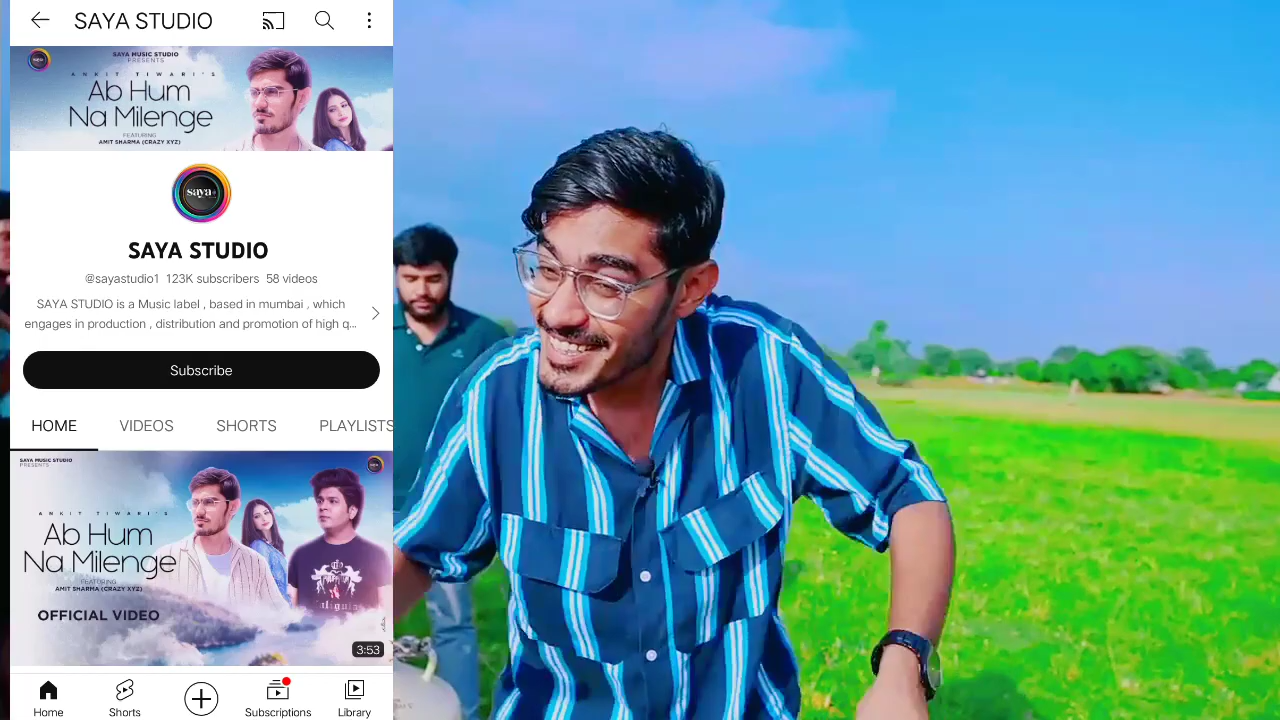 SAYA STUDIO
SAYA MUSIC STUDIO
PRESENTS
ANKIT TIWARI'S
Ab Hum
Na Milenge
FEATURING
AMIT SHARMA (CRAZY XYZ)
saya
SAYA STUDIO
@sayastudio1 123K subscribers 58 videos
SAYA STUDIO is a Music label , based in mumbai , which
engages in production , distribution and promotion of high q...
Subscribe
HOME VIDEOS SHORTS PLAYLISTS
SAYA MUSIC STUDIO
PRESENTS
ANKIT TIWARI'S
Ab Hum
Na Milenge
FEATURING
AMIT SHARMA (CRAZY XYZ)
OFFICIAL VIDEO
3:53
Home Shorts Subscriptions Library